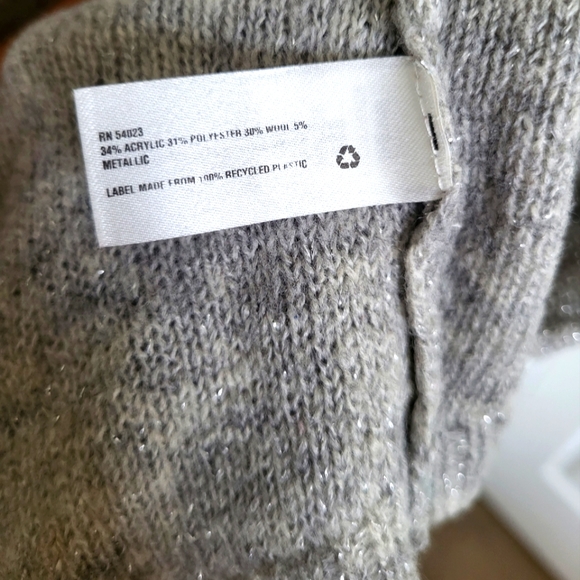 RN 54023
34% ACRYLIC 31% POLYESTER 30% WOOL 5%
METALLIC
LABEL MADE FROM 100% RECYCLED PLASTIC